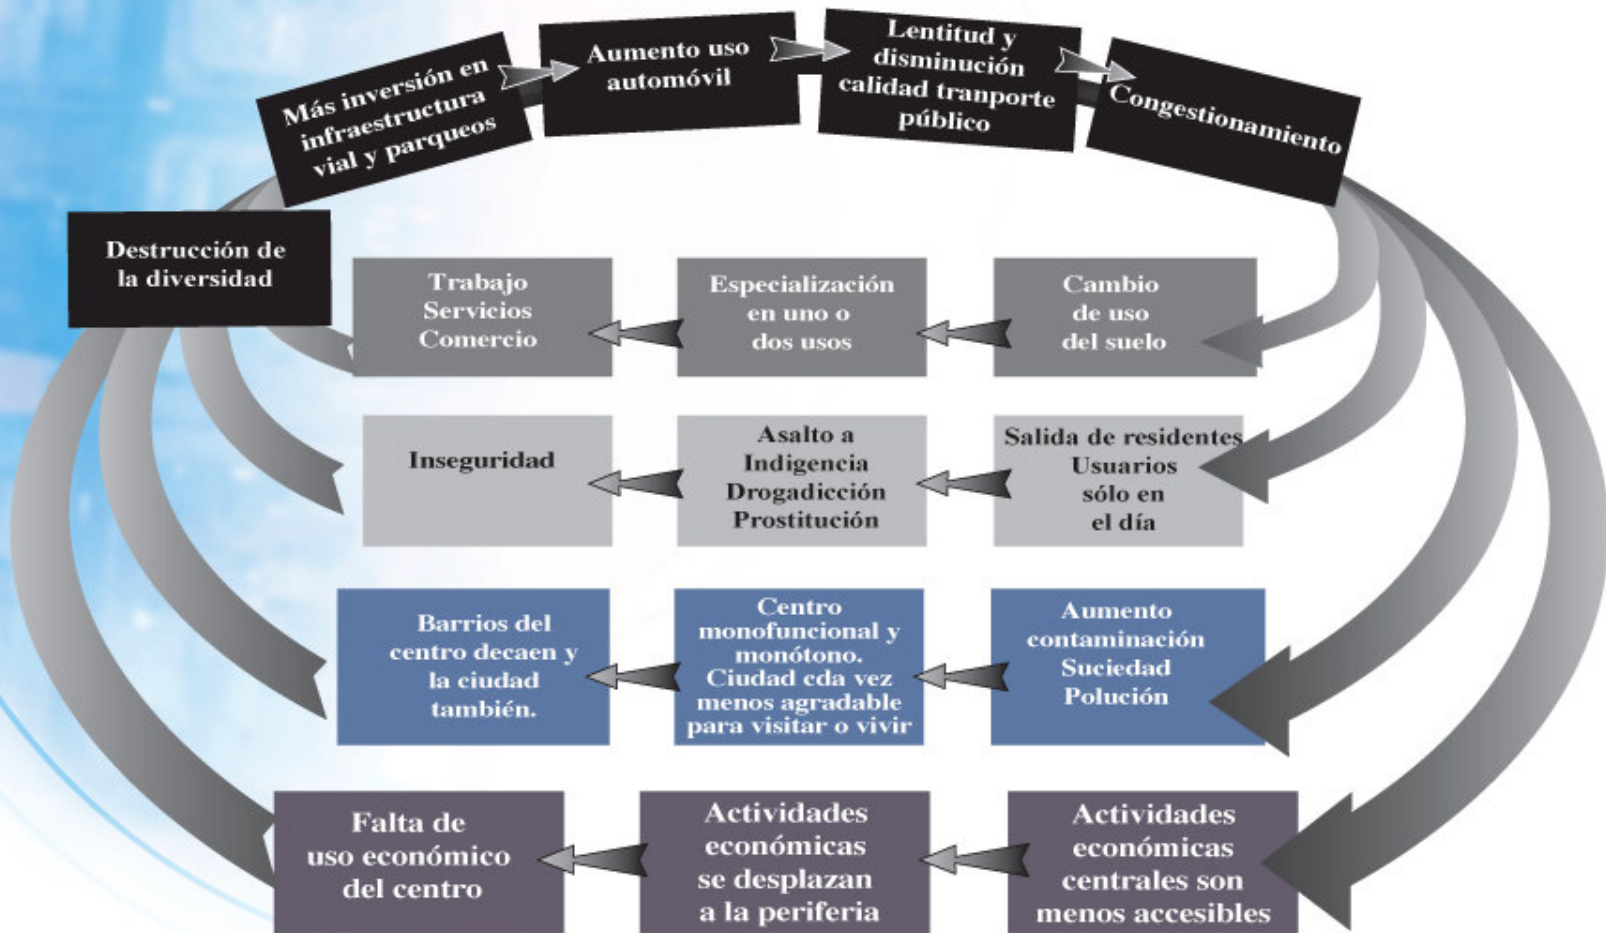 Más inversión en
infraestructura
vial y parqueos
Aumento uso
automóvil
Lentitud y
disminución
calidad tranporte
público
Congestionamiento
Destrucción de
la diversidad
Trabajo
Servicios
Comercio
Especialización
en uno o
dos usos
Cambio
de uso
del suelo
Inseguridad
Asalto a
Indigencia
Drogadicción
Prostitución
Salida de residentes
Usuarios
sólo en
el día
Barrios del
centro decaen y
la ciudad
también.
Centro
monofuncional y
monótono.
Ciudad cda vez
menos agradable
para visitar o vivir
Aumento
contaminación
Suciedad
Polución
Falta de
uso económico
del centro
Actividades
económicas
se desplazan
a la periferia
Actividades
económicas
centrales son
menos accesibles